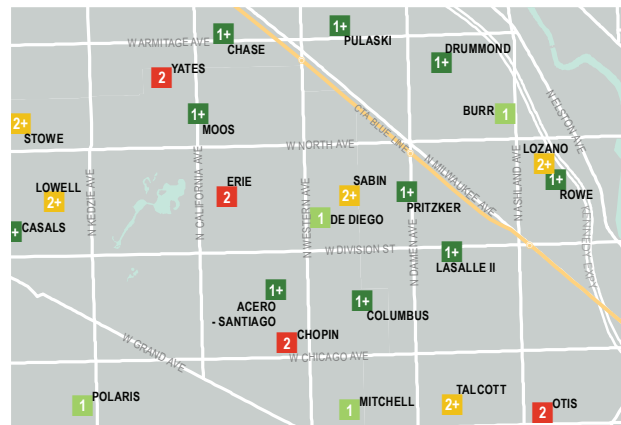 1+
PULASKI
1+
CHASE
W ARMITAGE AVE
DRUMMOND
1+
YATES
2
CTA BLUE LINE
N ELSTON AVE
BURR
1
1+
MOOS
2+
STOWE
W NORTH AVE
LOZANO
2+
1+
ROWE
N MILWAUKEE AVE
LOWELL
2+
N KEDZIE AVE
N CALIFORNIA AVE
ERIE
2
N WESTERN AVE
SABIN
2+
1+
PRITZKER
N ASHLAND AVE
KENNEDY EXPY
1
DE DIEGO
N DAMEN AVE
+
CASALS
W DIVISION ST
1+
LASALLE II
1+
ACERO
- SANTIAGO
1+
COLUMBUS
CHOPIN
2
W GRAND AVE
W CHICAGO AVE
1
POLARIS
1
MITCHELL
TALCOTT
2+
2
OTIS